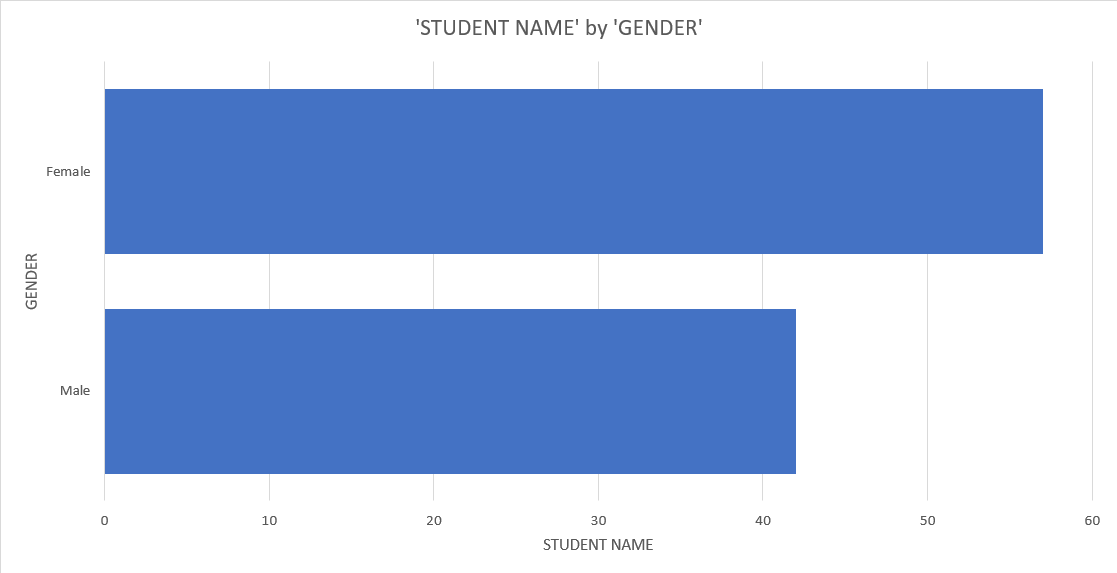 'STUDENT NAME' by 'GENDER'
Female
GENDER
Male
0 10 20 30 40 50 60
STUDENT NAME